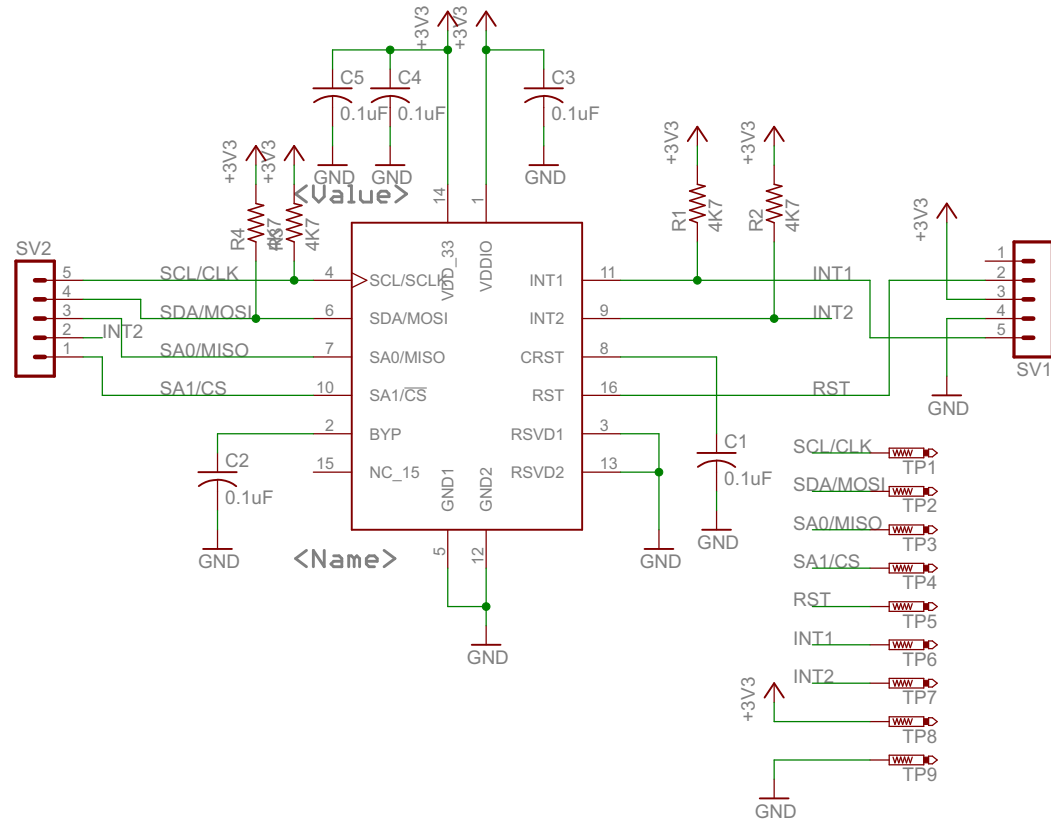 +3V3
+3V3
C5
0.1uF
C4
0.1uF
C3
0.1uF
GND
GND
GND
+3V3
+3V3
+3V3
+3V3
+3V3
<Value>
R4
4K7
R3
4K7
R1
4K7
R2
4K7
14
1
VDD_33
VDDIO
SV2
5
4
3
2
1
SCL/CLK
SDA/MOSI
INT2
SA0/MISO
SA1/CS
4
SCL/SCLK
6
SDA/MOSI
7
SA0/MISO
10
SA1/CS
2
BYP
15
NC_15
INT1
11
INT2
9
CRST
8
RST
16
RSVD1
3
RSVD2
13
GND1
GND2
5
12
INT1
INT2
RST
1
2
3
4
5
SV1
GND
C2
0.1uF
GND
C1
0.1uF
GND
GND
<Name>
GND
SCL/CLK
TP1
SDA/MOSI
TP2
SA0/MISO
TP3
SA1/CS
TP4
RST
TP5
INT1
TP6
INT2
TP7
+3V3
TP8
TP9
GND